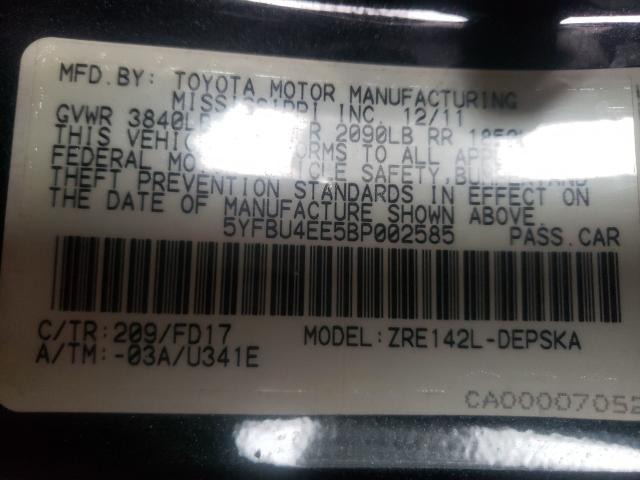 MFD.BY: TOYOTA MOTOR MANUFACTURING
MISSISSIPPI INC. 12/11
GVWR 3840LB 2090LB RR
THIS VEHICLE CONFORMS TO ALL
FEDERAL MOTOR VEHICLE SAFETY, BUMPER, AND
THEFT PREVENTION STANDARDS IN EFFECT ON
THE DATE OF MANUFACTURE SHOWN ABOVE.
5YFBU4EE5BP002585 PASS.CAR
C/TR:209/FD17 MODEL:ZRE142L-DEPSKA
A/TM:-03A/U341E
CA00007052